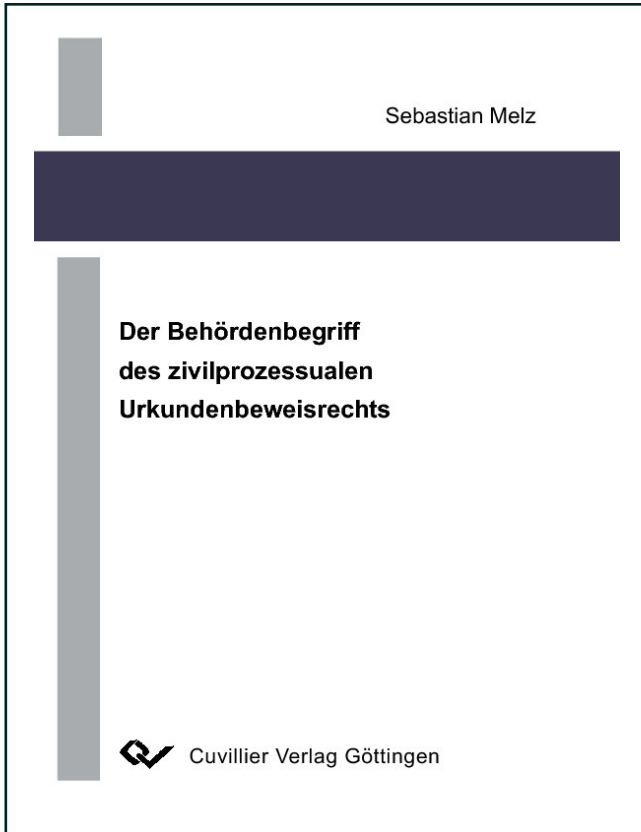 Sebastian Melz
Der Behördenbegriff
des zivilprozessualen
Urkundenbeweisrechts
Cuvillier Verlag Göttingen